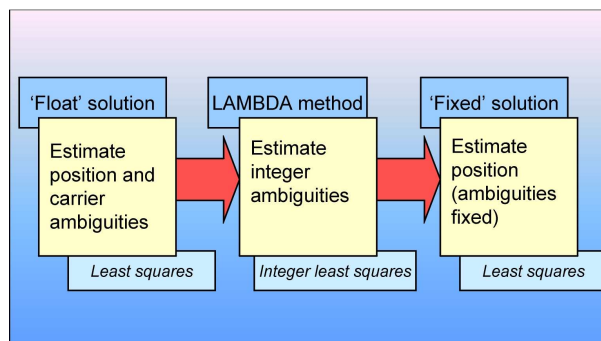 ‘Float’ solution
Estimate
position and
carrier
ambiguities
Least squares
LAMBDA method
Estimate
integer
ambiguities
Integer least squares
‘Fixed’ solution
Estimate
position
(ambiguities
fixed)
Least squares